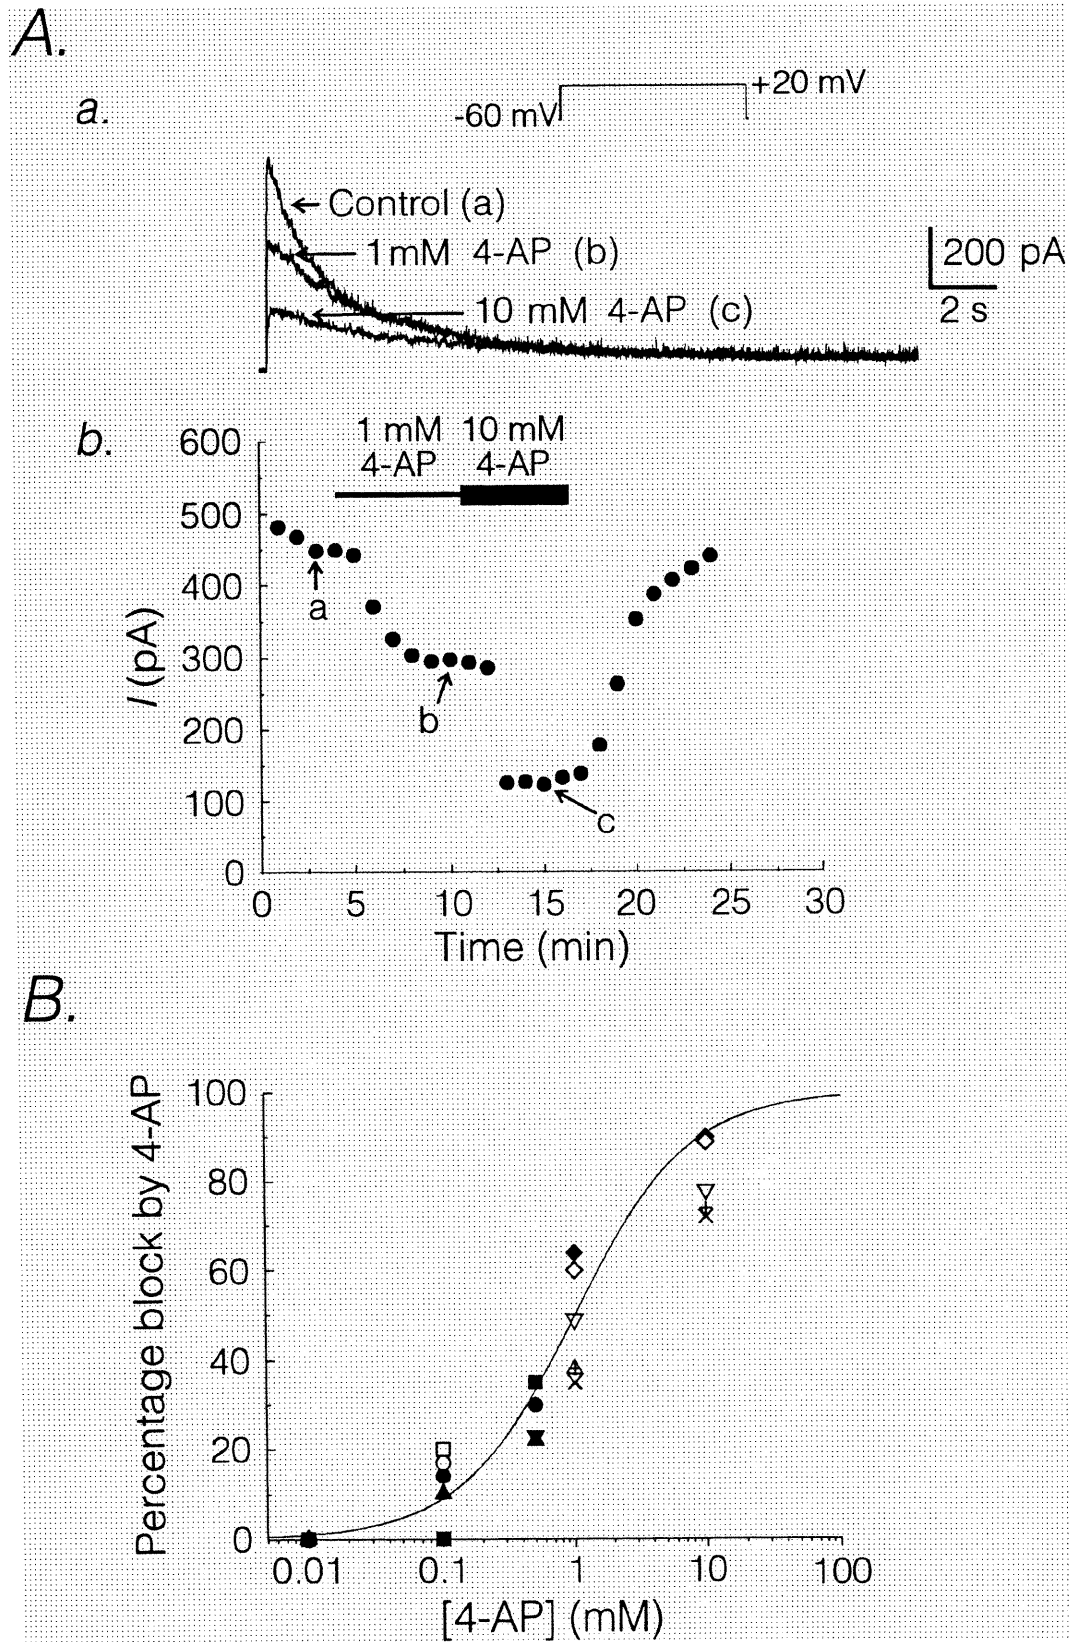 A.
a.
-60 mV
+20 mV
Control (a)
1mM 4-AP (b)
10 mM 4-AP (c)
200 pA
2 s
b.
1 mM 10 mM
4-AP 4-AP
600
500
400
300
200
100
0
I (pA)
a
b
c
0 5 10 15 20 25 30
Time (min)
B.
Percentage block by 4-AP
100
80
60
40
20
0
0.01 0.1 1 10 100
[4-AP] (mM)